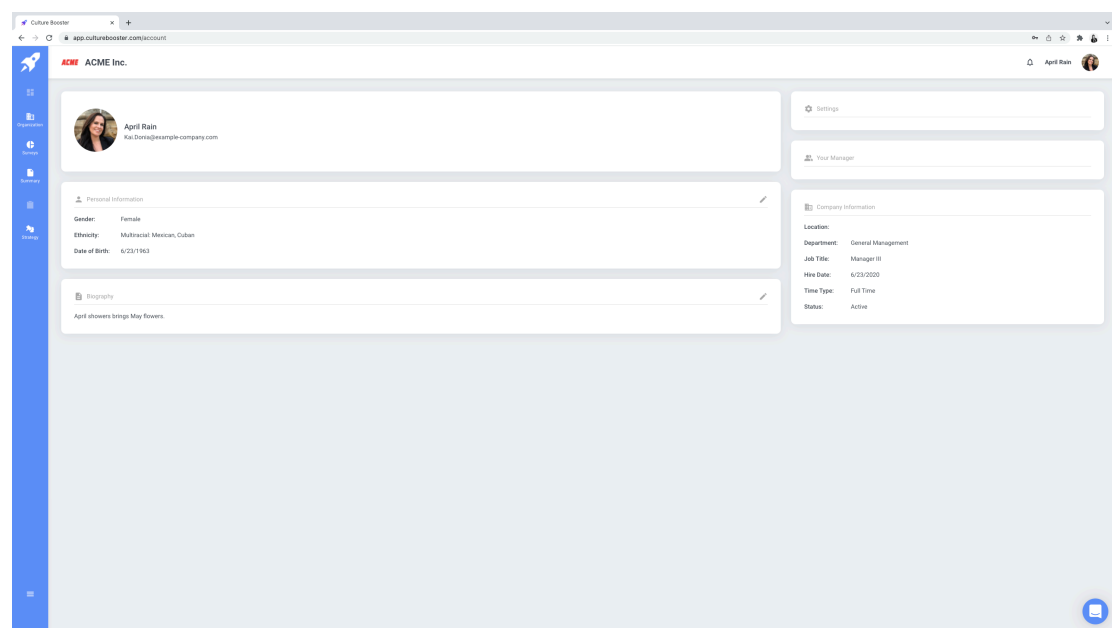 Culture Booster
app.culturebooster.com/account
ACME ACME Inc.
April Rain
Organization
Surveys
Summary
Strategy
April Rain
Kai.Donia@example-company.com
Personal Information
Gender: Female
Ethnicity: Multiracial: Mexican, Cuban
Date of Birth: 6/23/1963
Biography
April showers brings May flowers.
Settings
Your Manager
Company Information
Location:
Department: General Management
Job Title: Manager III
Hire Date: 6/23/2020
Time Type: Full Time
Status: Active